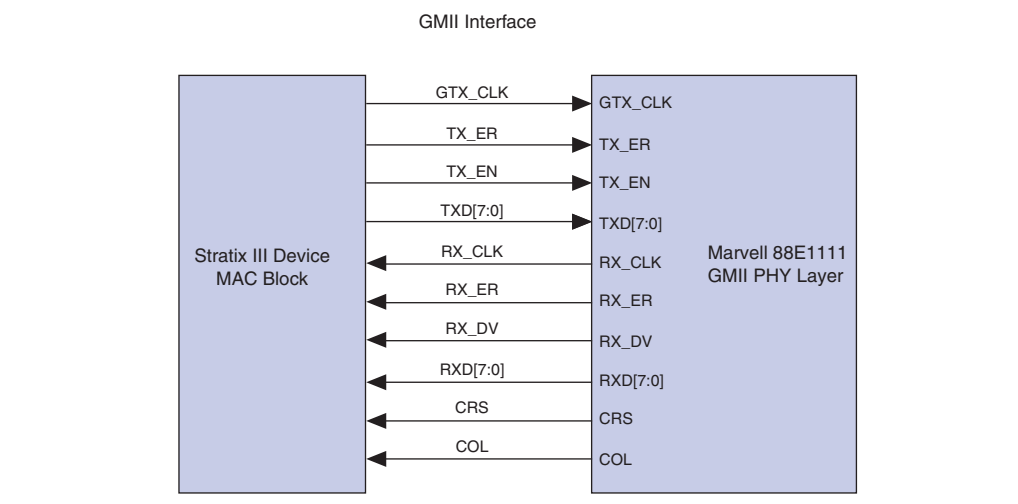 GMII Interface
GTX_CLK
GTX_CLK
TX_ER
TX_ER
TX_EN
TX_EN
TXD[7:0]
TXD[7:0]
Stratix III Device
MAC Block
RX_CLK
RX_CLK
Marvell 88E1111
GMII PHY Layer
RX_ER
RX_ER
RX_DV
RX_DV
RXD[7:0]
RXD[7:0]
CRS
CRS
COL
COL